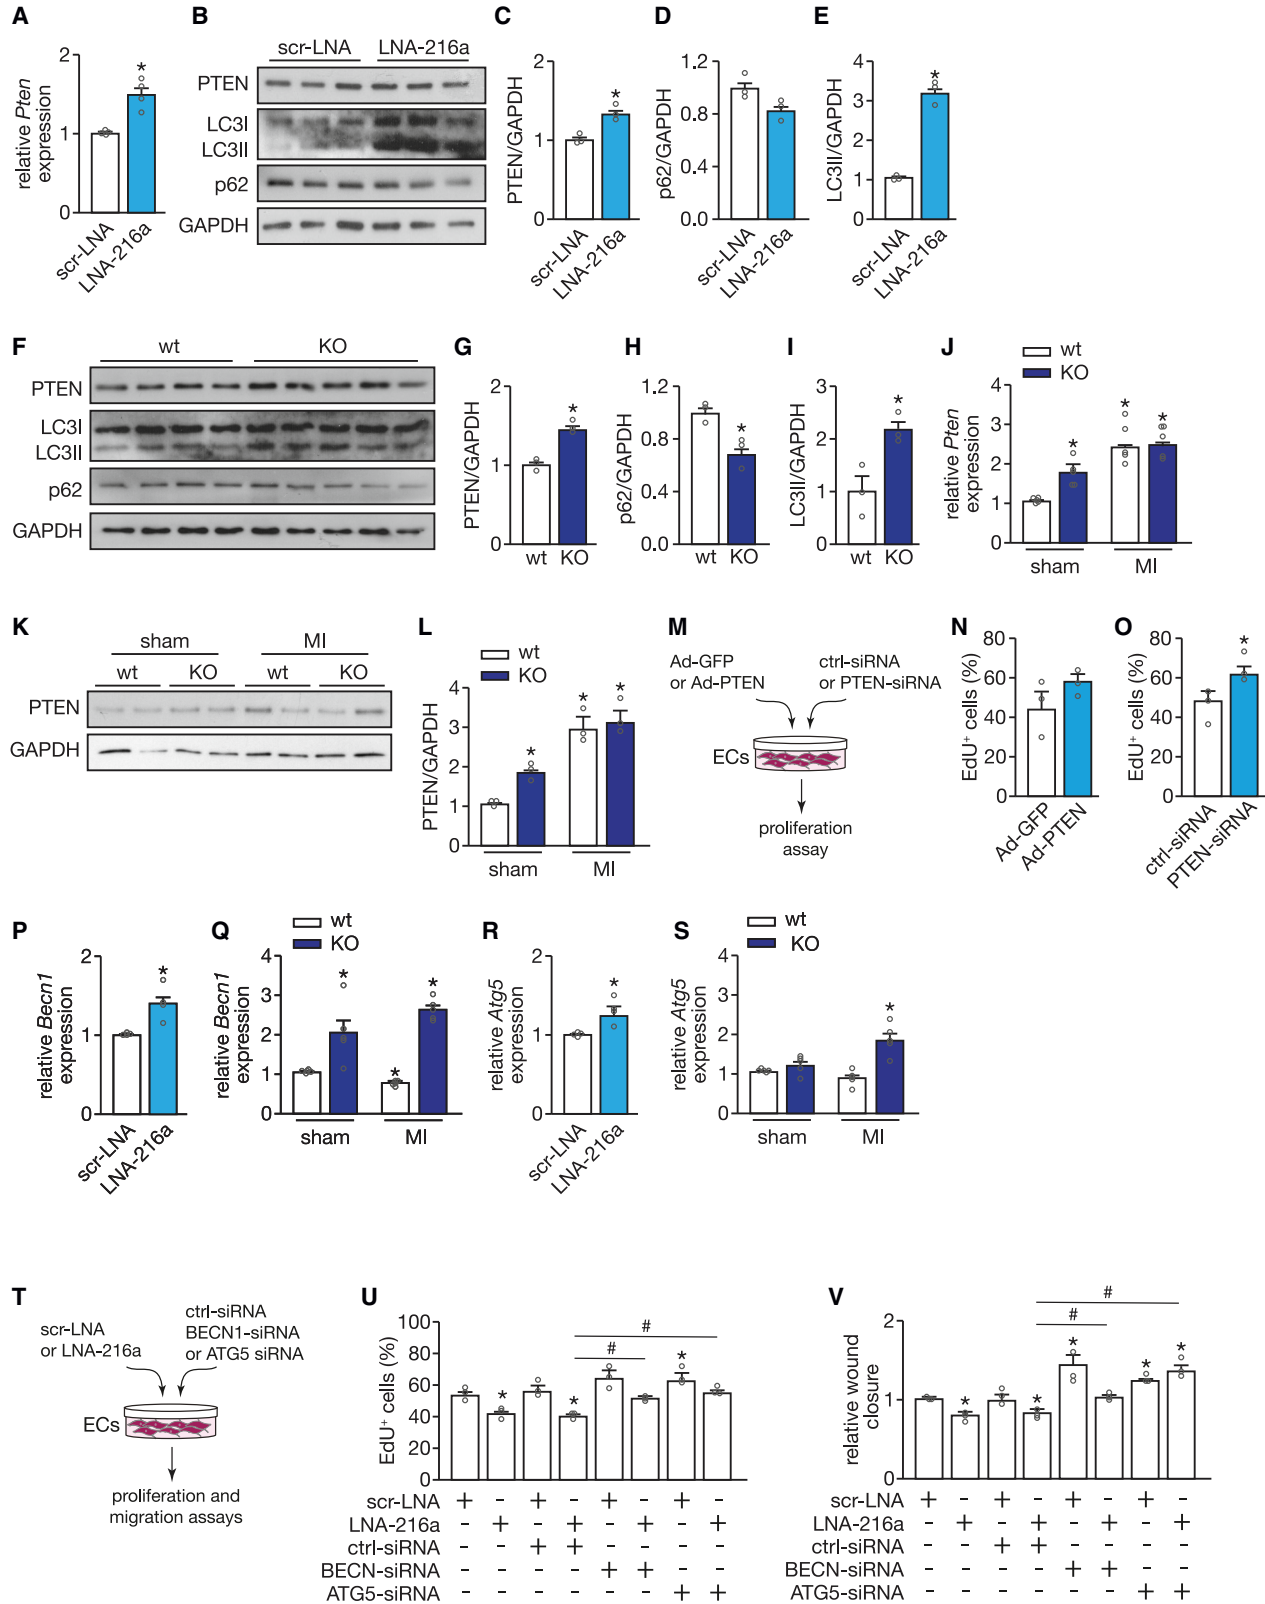 A
relative Pten
expression
2
1
0
*
scr-LNA
LNA-216a
B
scr-LNA LNA-216a
PTEN
LC3I
LC3II
p62
GAPDH
C
PTEN/GAPDH
2
1
0
*
scr-LNA
LNA-216a
D
p62/GAPDH
1.2
0.8
0.4
0.0
scr-LNA
LNA-216a
E
LC3II/GAPDH
4
3
2
1
0
*
scr-LNA
LNA-216a
F
wt KO
PTEN
LC3I
LC3II
p62
GAPDH
G
PTEN/GAPDH
2
1
0
*
wt KO
H
p62/GAPDH
1.2
0.8
0.4
0.0
*
wt KO
I
LC3II/GAPDH
3
2
1
0
*
wt KO
J
wt
KO
relative Pten
expression
4
3
2
1
0
* * *
sham MI
K
sham MI
wt KO wt KO
PTEN
GAPDH
L
wt
KO
PTEN/GAPDH
4
3
2
1
0
* * *
sham MI
M
Ad-GFP
or Ad-PTEN
ctrl-siRNA
or PTEN-siRNA
ECs
proliferation
assay
N
EdU+ cells (%)
80
60
40
20
0
Ad-GFP
Ad-PTEN
O
EdU+ cells (%)
80
60
40
20
0
*
ctrl-siRNA
PTEN-siRNA
P
relative Becn1
expression
2
1
0
*
scr-LNA
LNA-216a
Q
wt
KO
relative Becn1
expression
4
3
2
1
0
* * *
sham MI
R
relative Atg5
expression
2
1
0
*
scr-LNA
LNA-216a
S
wt
KO
relative Atg5
expression
4
3
2
1
0
*
sham MI
T
scr-LNA
or LNA-216a
ctrl-siRNA
BECN1-siRNA
or ATG5 siRNA
ECs
proliferation and
migration assays
U
EdU+ cells (%)
100
80
60
40
20
0
#
#
* * *
scr-LNA + - + - + - + -
LNA-216a - + - + - + - +
ctrl-siRNA - - + + - - - -
BECN-siRNA - - - - + + - -
ATG5-siRNA - - - - - - + +
V
relative wound
closure
2
1
0
#
#
* * * * *
scr-LNA + - + - + - + -
LNA-216a - + - + - + - +
ctrl-siRNA - - + + - - - -
BECN-siRNA - - - - + + - -
ATG5-siRNA - - - - - - + +